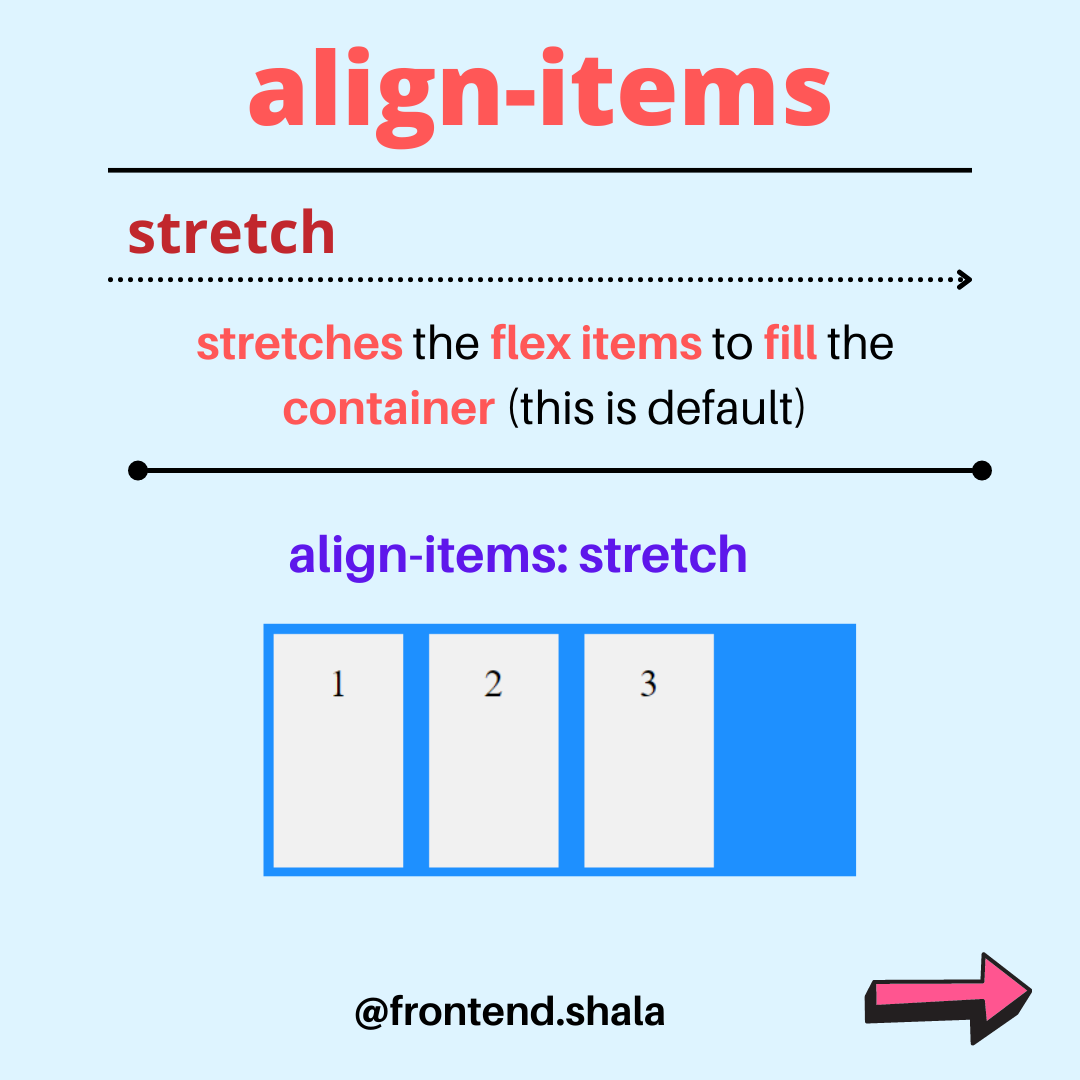 align-items
stretch
stretches the flex items to fill the
container (this is default)
align-items: stretch
1 2 3
@frontend.shala